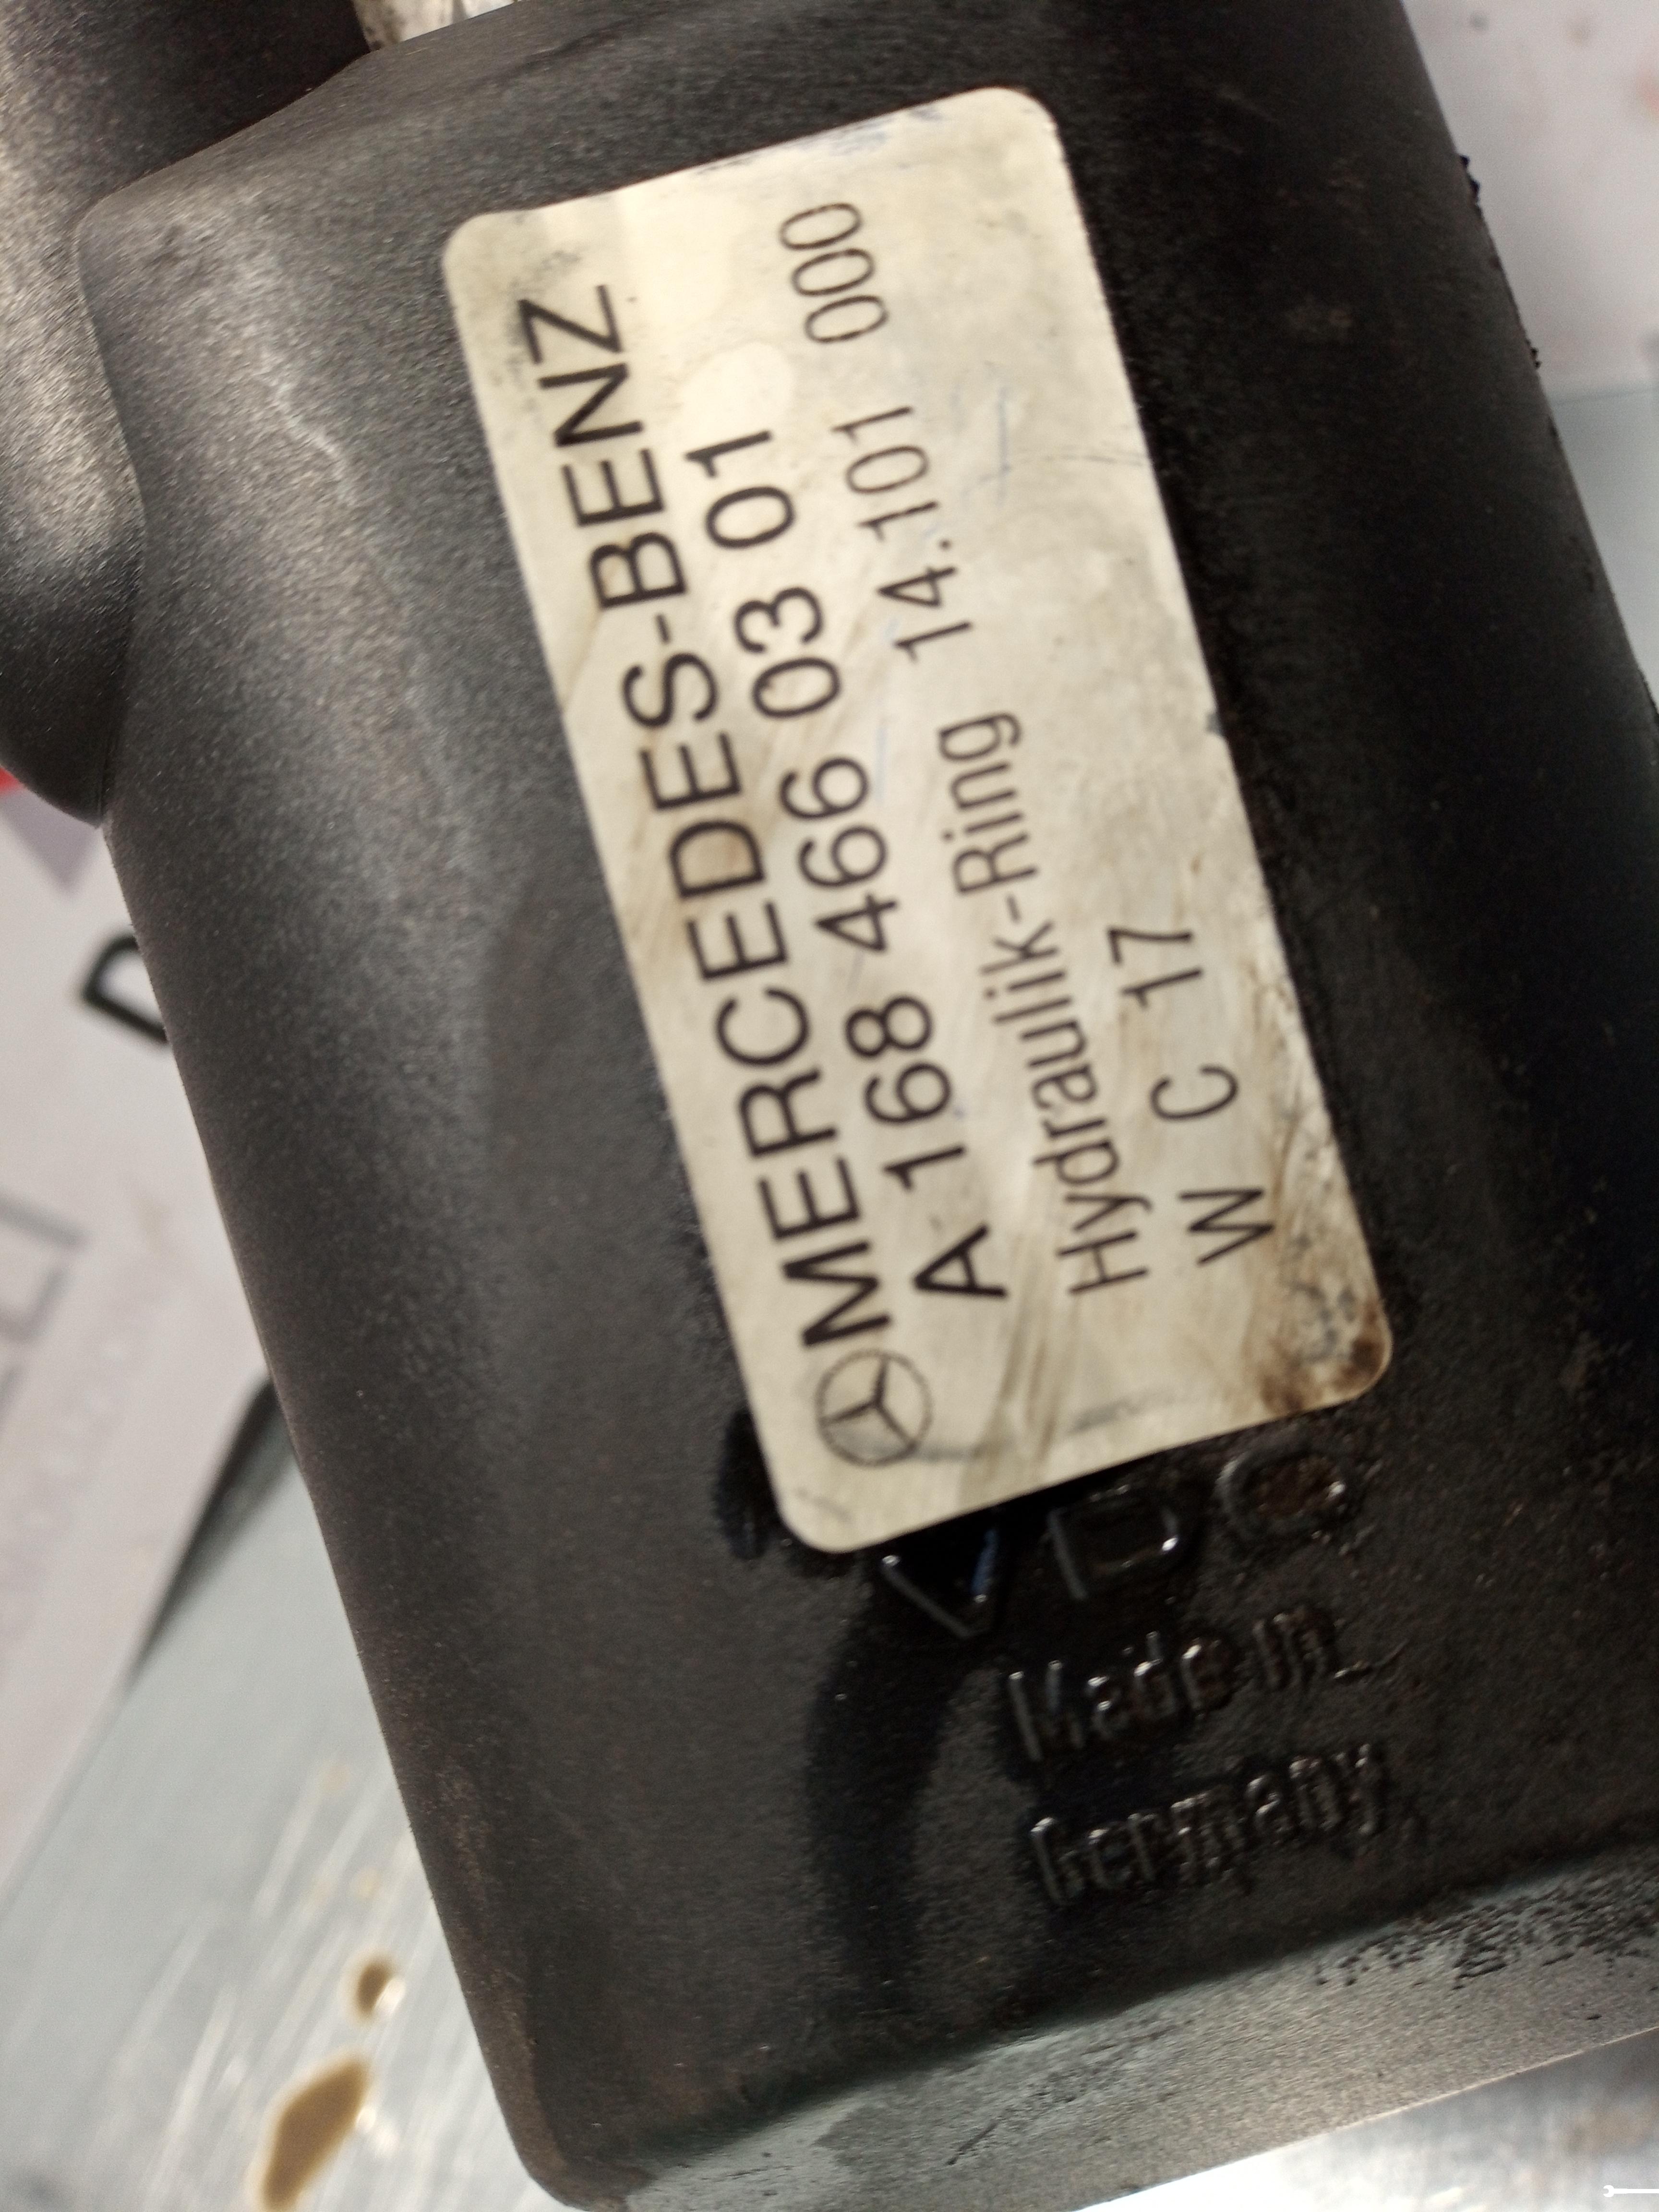 MERCEDES-BENZ
A 168 466 03 01
Hydraulik-Ring 14.101 000
W C 17
VDO
Made in
Germany